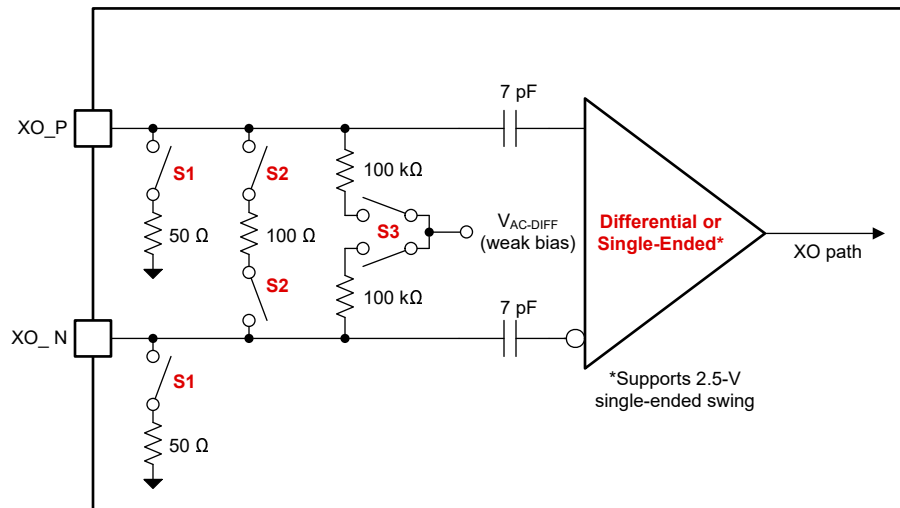 7 pF
XO_P
S1
S2
100 kΩ
50 Ω
100 Ω
S3
V_AC-DIFF
(weak bias)
Differential or
Single-Ended*
XO path
S2
100 kΩ
7 pF
XO_ N
S1
*Supports 2.5-V
single-ended swing
50 Ω